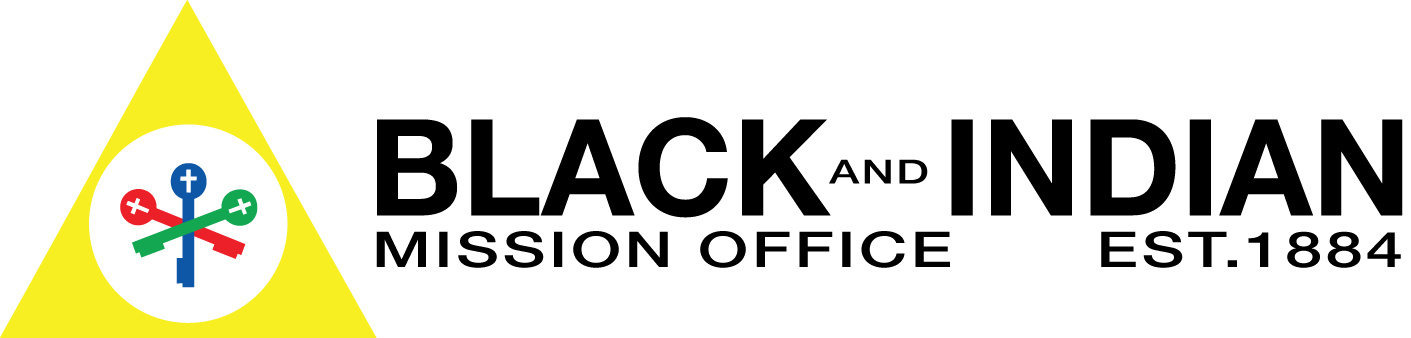 BLACK AND INDIAN
MISSION OFFICE EST.1884